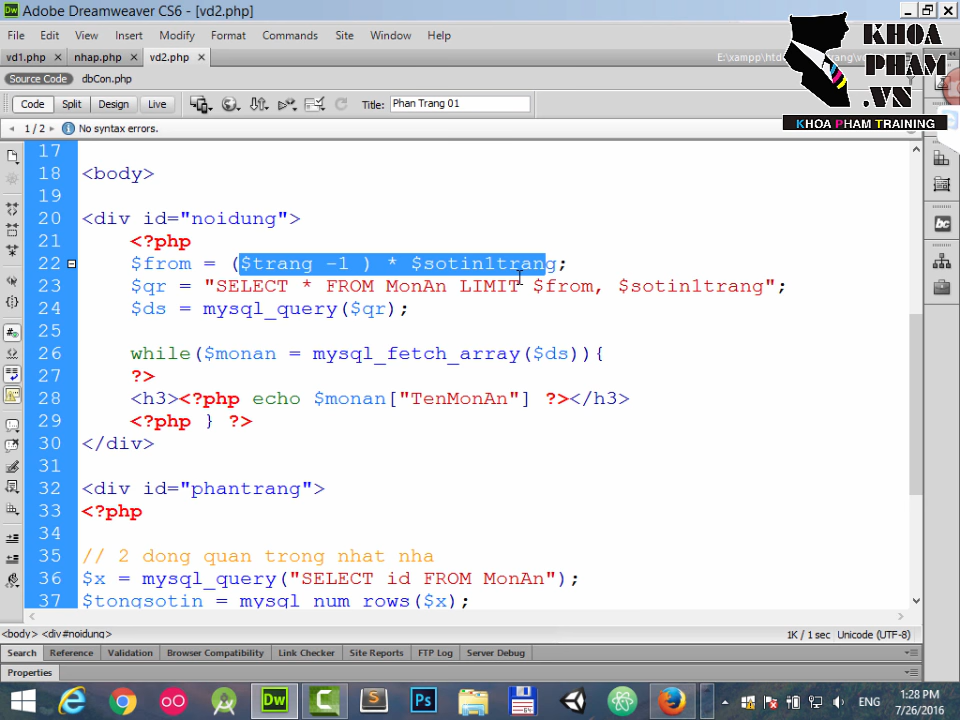 Dw Adobe Dreamweaver CS6 - [vd2.php]
File Edit View Insert Modify Format Commands Site Window Help
vd1.php × nhap.php × vd2.php ×
Source Code dbCon.php
Code Split Design Live Title: Phan Trang 01
1 / 2 No syntax errors.
KHOA
PHAM
.VN
KHOA PHAM TRAINING
17
18 <body>
19
20 <div id="noidung">
21 <?php
22 $from = ($trang -1 ) * $sotin1trang;
23 $qr = "SELECT * FROM MonAn LIMIT $from, $sotin1trang";
24 $ds = mysql_query($qr);
25
26 while($monan = mysql_fetch_array($ds)){
27 ?>
28 <h3><?php echo $monan["TenMonAn"] ?></h3>
29 <?php } ?>
30 </div>
31
32 <div id="phantrang">
33 <?php
34
35 // 2 dong quan trong nhat nha
36 $x = mysql_query("SELECT id FROM MonAn");
37 $tongsotin = mysql_num_rows($x);
<body> <div#noidung> 1K / 1 sec Unicode (UTF-8)
Search Reference Validation Browser Compatibility Link Checker Site Reports FTP Log Server Debug
Properties
Dw Ps ENG
1:28 PM
7/26/2016